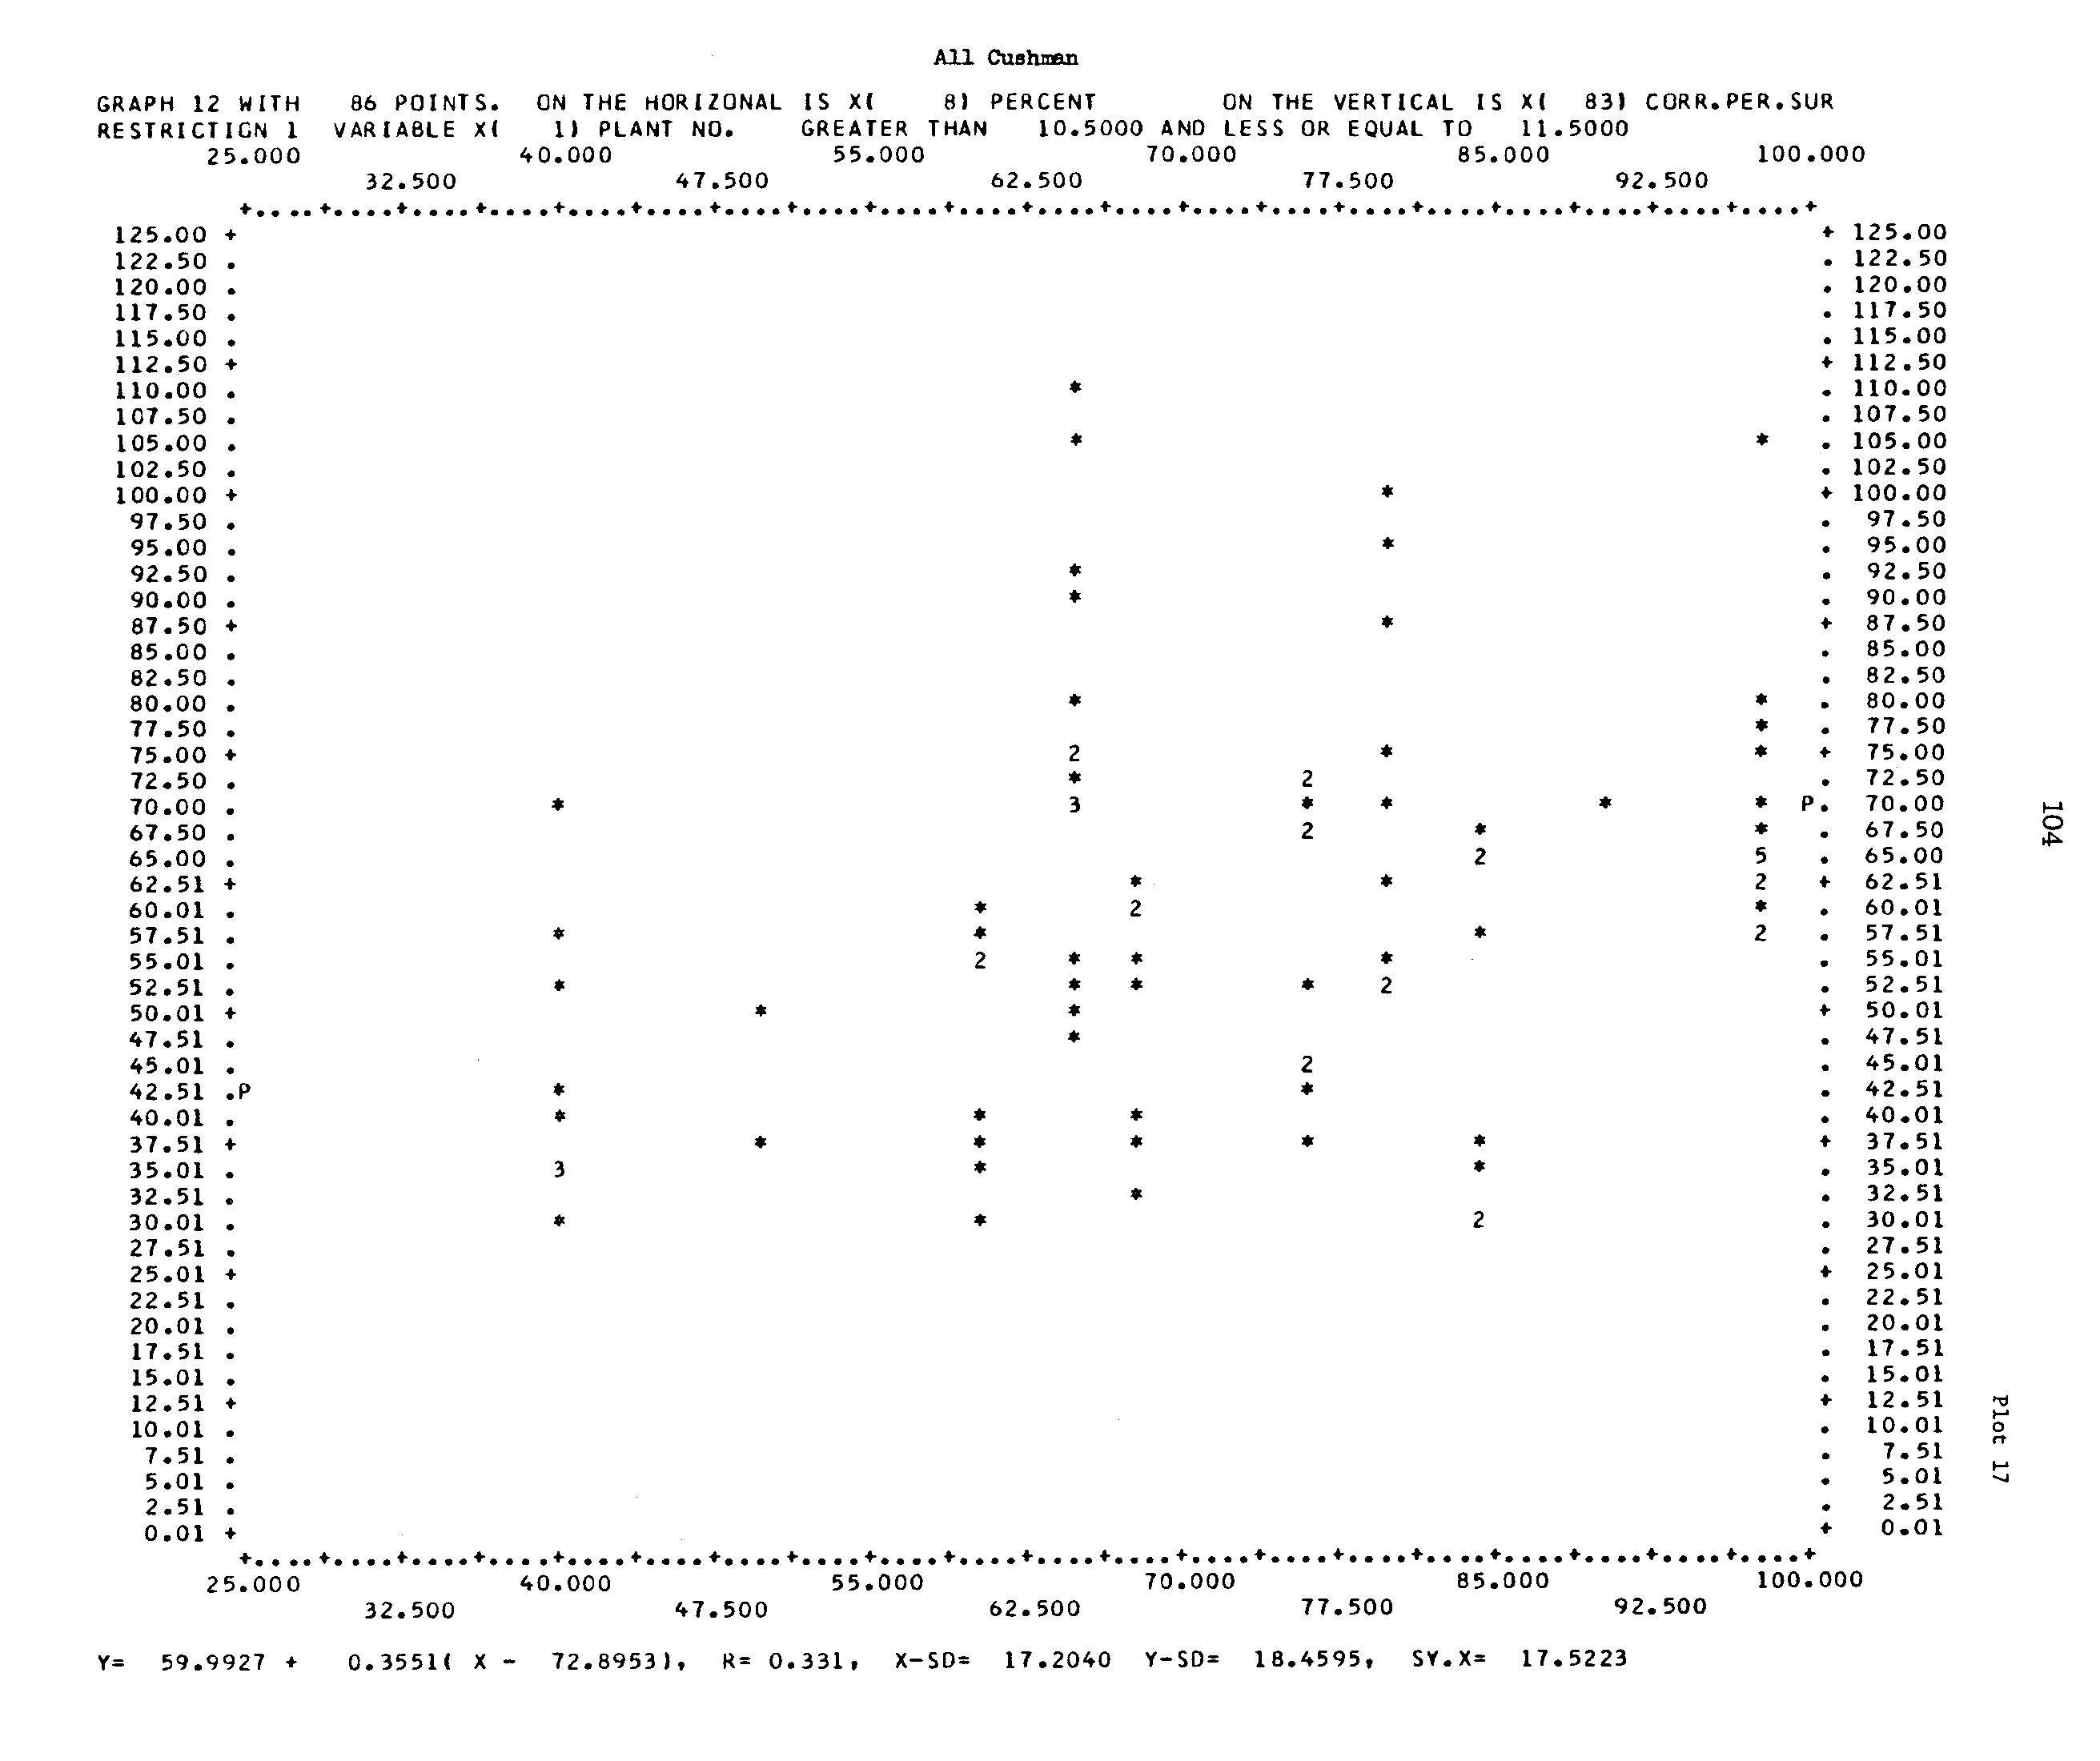 All Cushman
GRAPH 12 WITH 86 POINTS. ON THE HORIZONAL IS X( 8) PERCENT ON THE VERTICAL IS X( 83) CORR.PER.SUR
RESTRICTION 1 VARIABLE X( 1) PLANT NO. GREATER THAN 10.5000 AND LESS OR EQUAL TO 11.5000
25.000 40.000 55.000 70.000 85.000 100.000
32.500 47.500 62.500 77.500 92.500
+....+....+....+....+....+....+....+....+....+....+....+....+....+....+....+....+....+....+....+....+
125.00 + + 125.00
122.50 . . 122.50
120.00 . . 120.00
117.50 . . 117.50
115.00 . . 115.00
112.50 + + 112.50
110.00 . * . 110.00
107.50 . . 107.50
105.00 . * * . 105.00
102.50 . . 102.50
100.00 + * + 100.00
97.50 . . 97.50
95.00 . * . 95.00
92.50 . * . 92.50
90.00 . * . 90.00
87.50 + * + 87.50
85.00 . . 85.00
82.50 . . 82.50
80.00 . * * . 80.00
77.50 . * . 77.50
75.00 + 2 * * + 75.00
72.50 . * 2 . 72.50
70.00 . * 3 * * * * P. 70.00
67.50 . 2 * * . 67.50
65.00 . 2 5 . 65.00
62.51 + * * 2 + 62.51
60.01 . * 2 * . 60.01
57.51 . * * * 2 . 57.51
55.01 . 2 * * * . 55.01
52.51 . * * * * 2 . 52.51
50.01 + * * + 50.01
47.51 . * . 47.51
45.01 . 2 . 45.01
42.51 .P * * . 42.51
40.01 . * * * . 40.01
37.51 + * * * * * + 37.51
35.01 . 3 * * . 35.01
32.51 . * . 32.51
30.01 . * * 2 . 30.01
27.51 . . 27.51
25.01 + + 25.01
22.51 . . 22.51
20.01 . . 20.01
17.51 . . 17.51
15.01 . . 15.01
12.51 + + 12.51
10.01 . . 10.01
7.51 . . 7.51
5.01 . . 5.01
2.51 . . 2.51
0.01 + + 0.01
+....+....+....+....+....+....+....+....+....+....+....+....+....+....+....+....+....+....+....+....+
25.000 40.000 55.000 70.000 85.000 100.000
32.500 47.500 62.500 77.500 92.500
Y= 59.9927 + 0.3551( X - 72.8953), R= 0.331, X-SD= 17.2040 Y-SD= 18.4595, SY.X= 17.5223
104
Plot 17